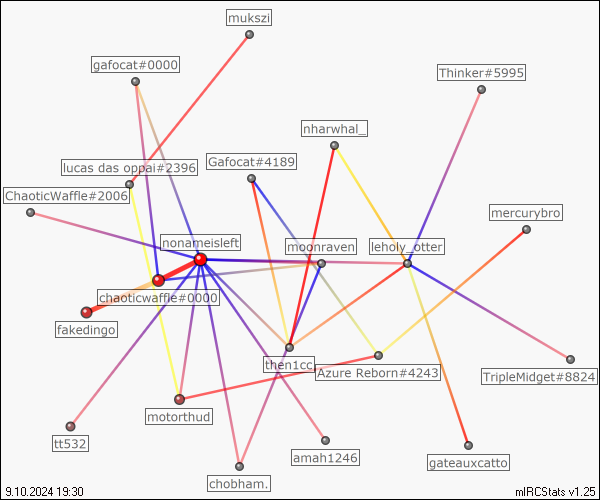 mukszi
gafocat#0000
Thinker#5995
nharwhal_
Gafocat#4189
lucas das oppai#2396
ChaoticWaffle#2006
mercurybro
nonameisleft
moonraven
leholy_otter
chaoticwaffle#0000
fakedingo
then1cc.
Azure Reborn#4243
TripleMidget#8824
motorthud
tt532
amah1246
gateauxcatto
chobham.
9.10.2024 19:30
mIRCStats v1.25